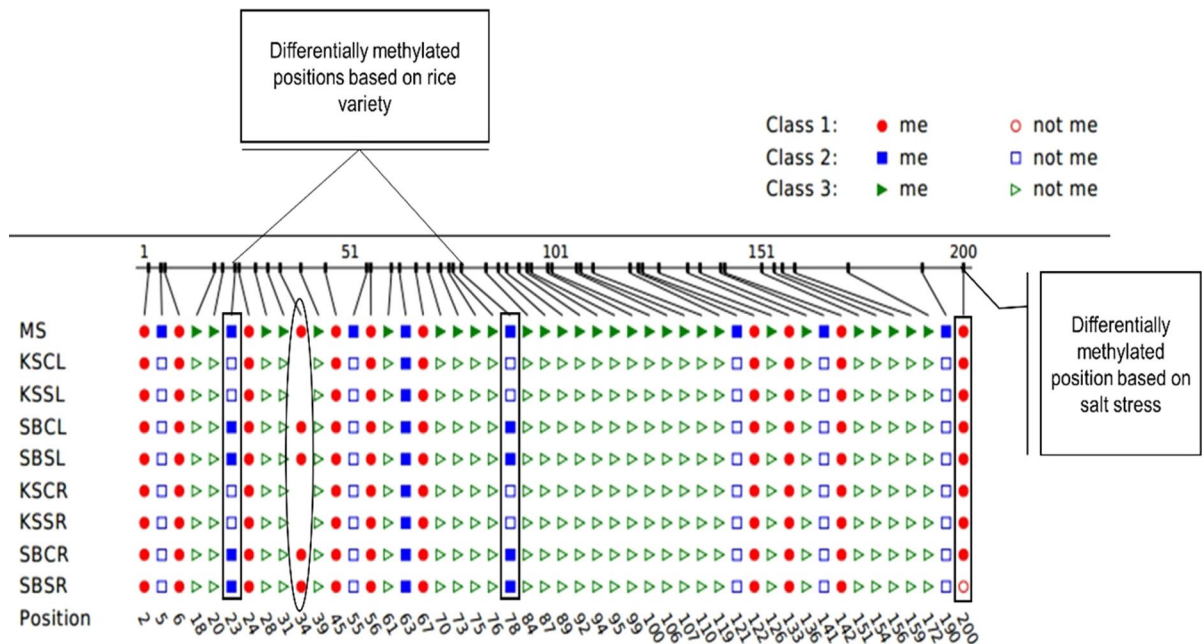 Differentially methylated
positions based on rice
variety
Class 1: me not me
Class 2: me not me
Class 3: me not me
1 51 101 151 200
MS
KSCL
KSSL
SBCL
SBSL
KSCR
KSSR
SBCR
SBSR
Differentially
methylated
position based on
salt stress
Position 2 5 6 18 20 23 24 28 31 34 39 45 55 56 61 63 67 70 73 75 76 78 84 87 89 92 94 95 99 100 106 107 110 119 121 122 126 133 136 141 142 151 154 156 159 172 190 200